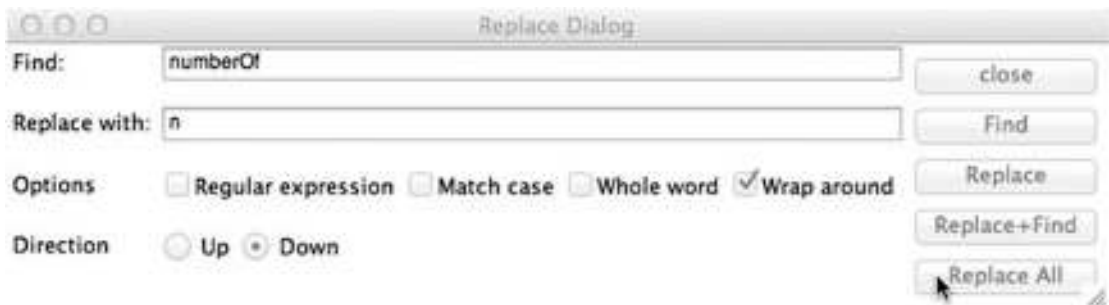 Replace Dialog
Find: numberOf close
Replace with: n Find
Options Regular expression Match case Whole word Wrap around Replace
Direction Up Down Replace+Find
Replace All